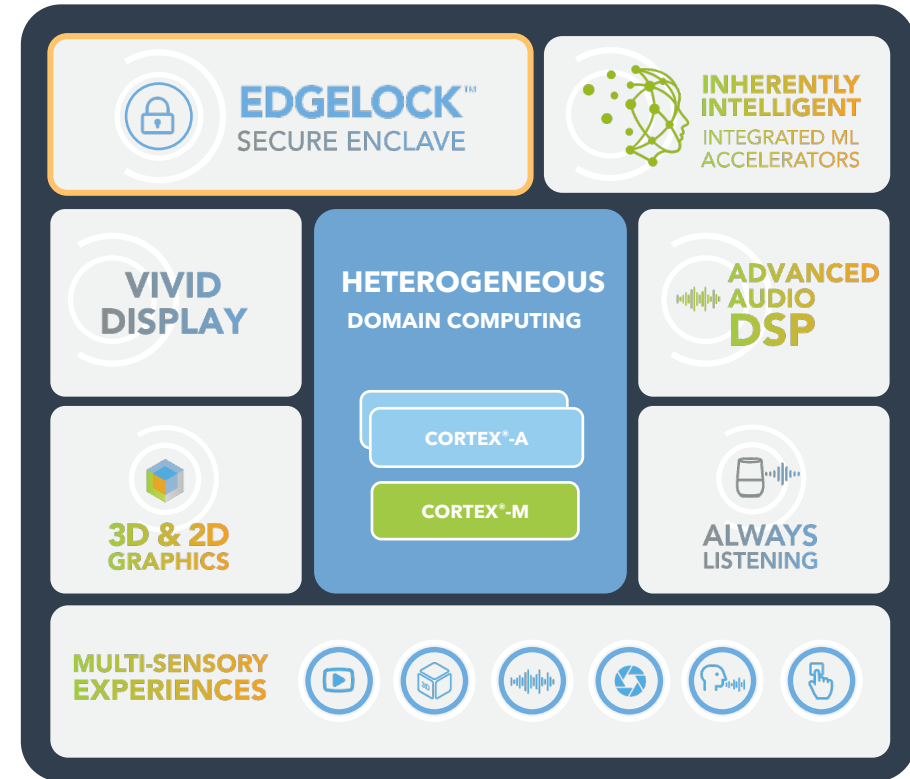 EDGELOCK™
SECURE ENCLAVE
INHERENTLY
INTELLIGENT
INTEGRATED ML
ACCELERATORS
VIVID
DISPLAY
HETEROGENEOUS
DOMAIN COMPUTING
CORTEX®-A
CORTEX®-M
ADVANCED
AUDIO
DSP
3D & 2D
GRAPHICS
ALWAYS
LISTENING
MULTI-SENSORY
EXPERIENCES
3D